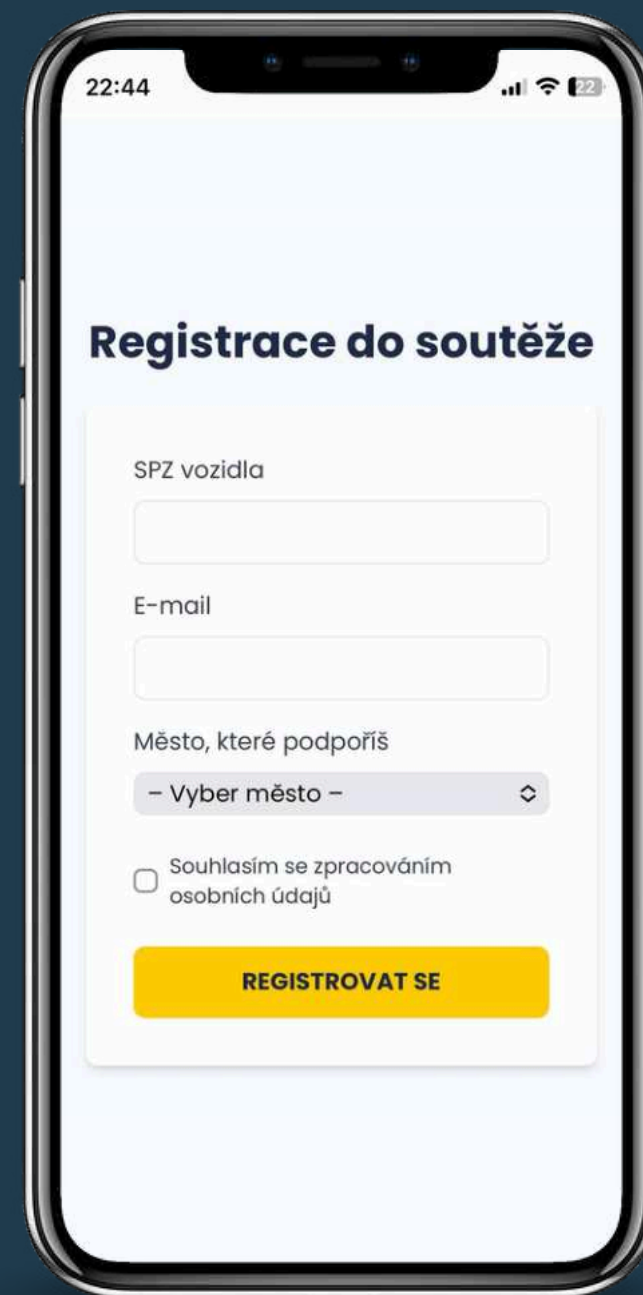 22:44
22
Registrace do soutěže
SPZ vozidla
E-mail
Město, které podpoříš
– Vyber město –
Souhlasím se zpracováním
osobních údajů
REGISTROVAT SE